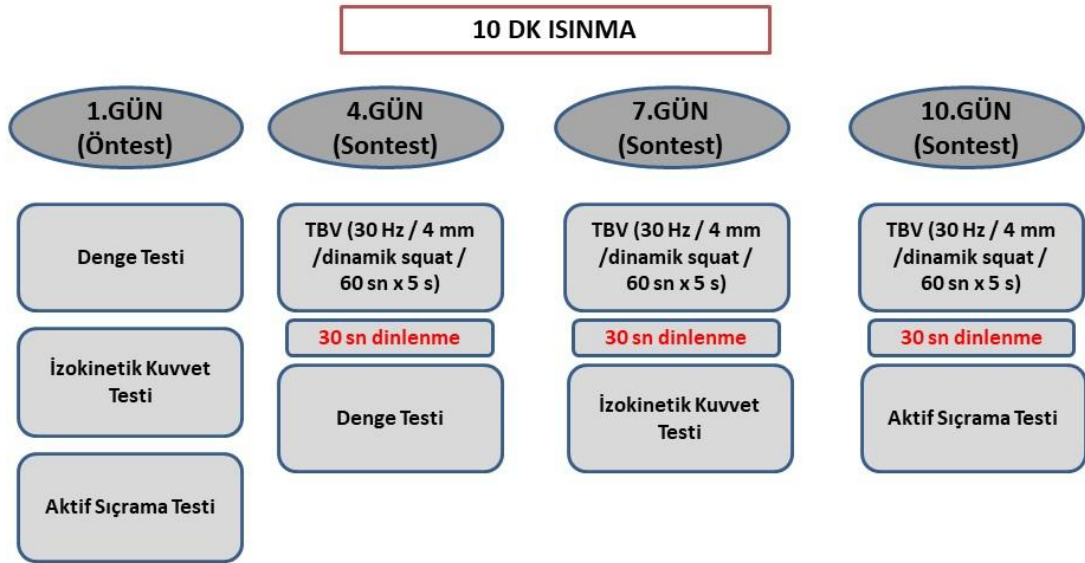 10 DK ISINMA
1.GÜN
(Öntest)
Denge Testi
İzokinetik Kuvvet
Testi
Aktif Sıçrama Testi
4.GÜN
(Sontest)
TBV (30 Hz / 4 mm
/dinamik squat /
60 sn x 5 s)
30 sn dinlenme
Denge Testi
7.GÜN
(Sontest)
TBV (30 Hz / 4 mm
/dinamik squat /
60 sn x 5 s)
30 sn dinlenme
İzokinetik Kuvvet
Testi
10.GÜN
(Sontest)
TBV (30 Hz / 4 mm
/dinamik squat /
60 sn x 5 s)
30 sn dinlenme
Aktif Sıçrama Testi